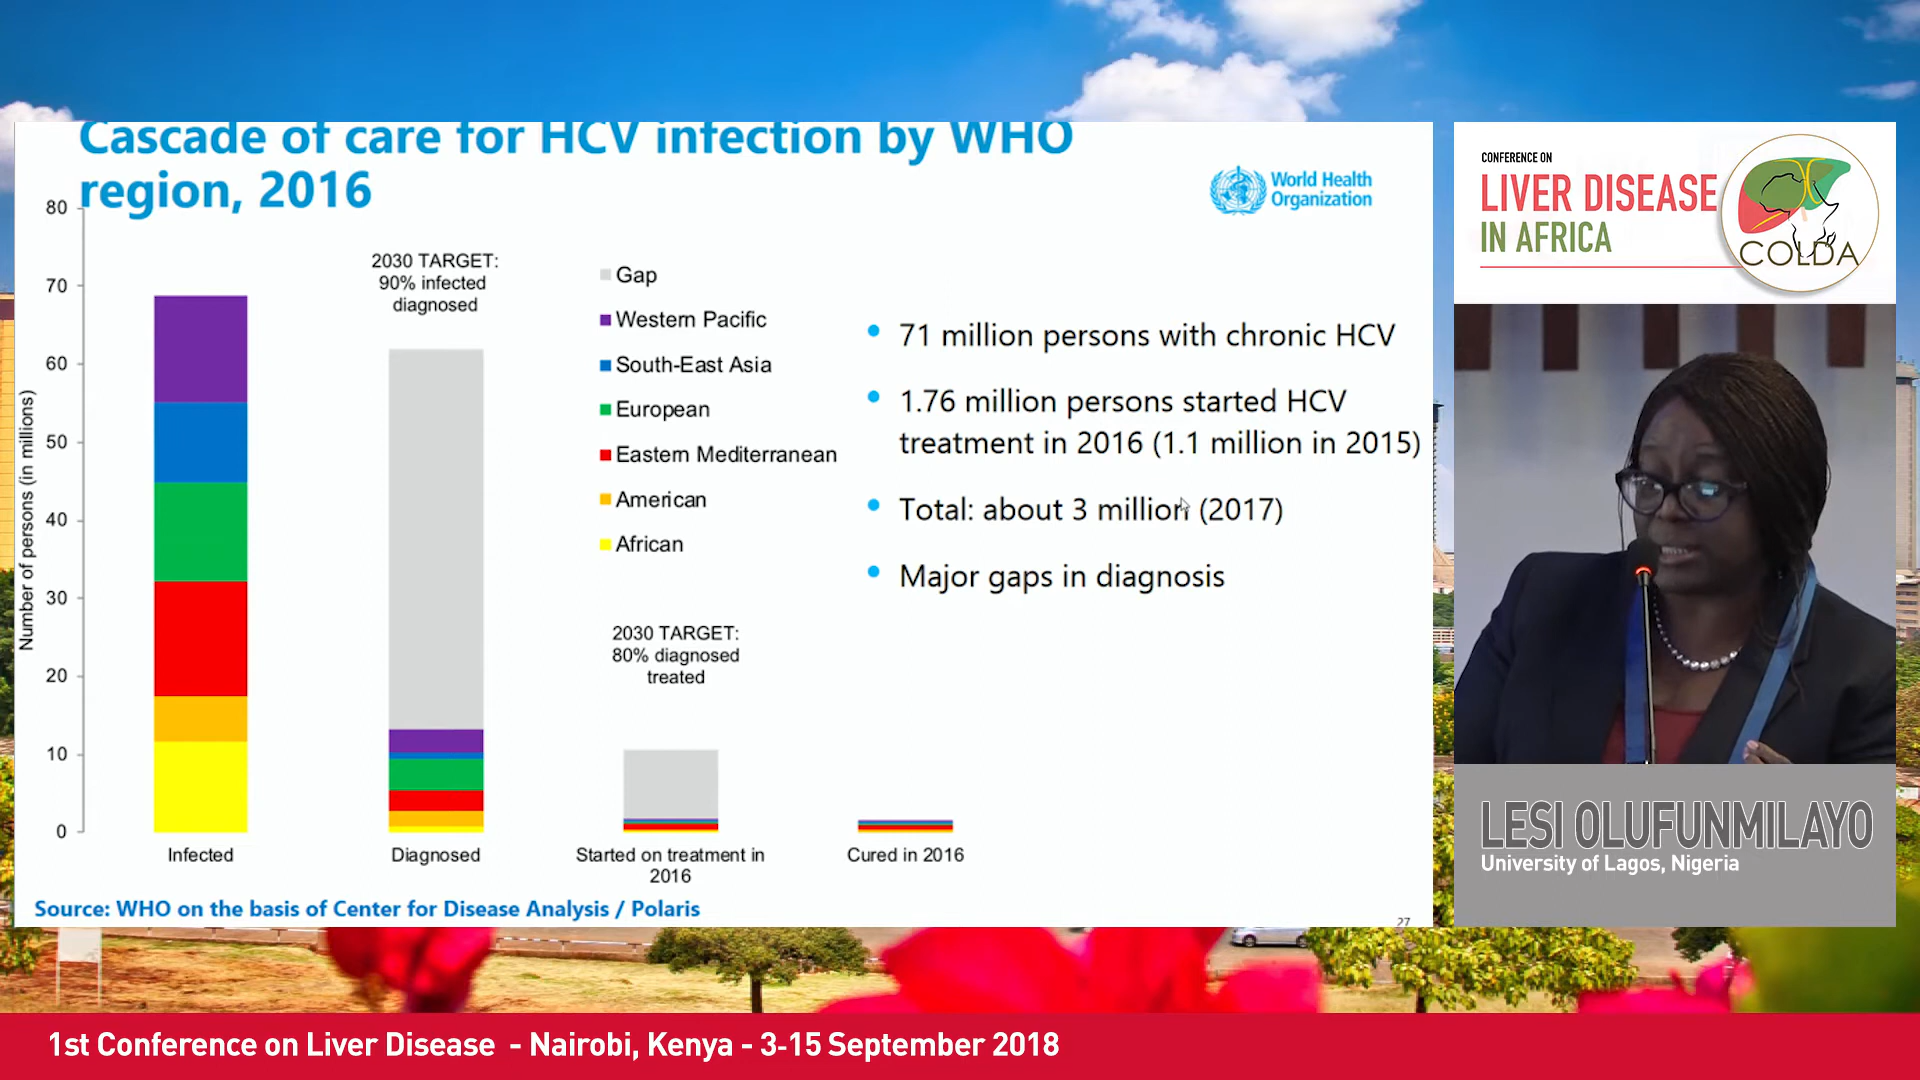 Cascade of care for HCV infection by WHO
region, 2016
World Health
Organization
Number of persons (in millions)
80
70
60
50
40
30
20
10
0
2030 TARGET:
90% infected
diagnosed
2030 TARGET:
80% diagnosed
treated
Gap
Western Pacific
South-East Asia
European
Eastern Mediterranean
American
African
Infected
Diagnosed
Started on treatment in
2016
Cured in 2016
71 million persons with chronic HCV
1.76 million persons started HCV
treatment in 2016 (1.1 million in 2015)
Total: about 3 million (2017)
Major gaps in diagnosis
Source: WHO on the basis of Center for Disease Analysis / Polaris
27
CONFERENCE ON
LIVER DISEASE
IN AFRICA
COLDA
LESI OLUFUNMILAYO
University of Lagos, Nigeria
1st Conference on Liver Disease - Nairobi, Kenya - 3-15 September 2018